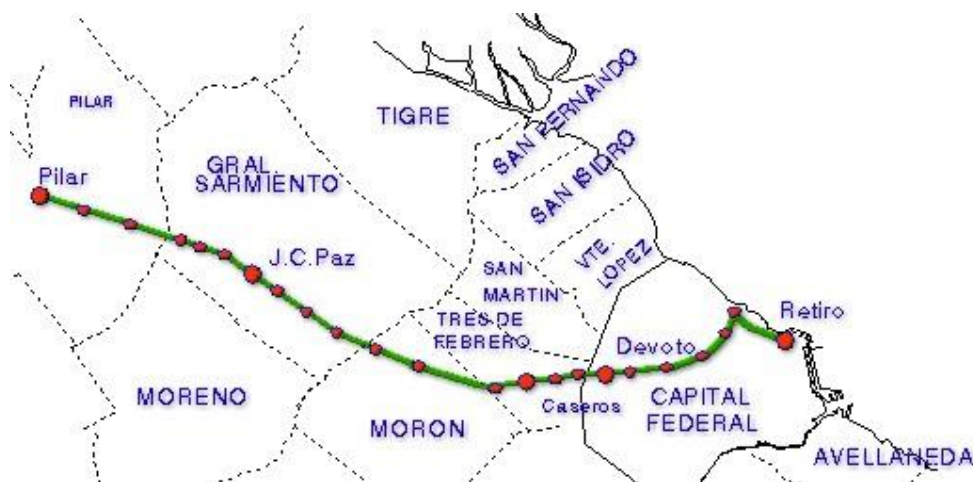 PILAR
TIGRE
SAN FERNANDO
Pilar
GRAL.
SARMIENTO
SAN ISIDRO
J.C.Paz
VTE.
LOPEZ
SAN
MARTIN
TRES DE
FEBRERO
Retiro
Devoto
MORENO
Caseros
CAPITAL
FEDERAL
MORON
AVELLANEDA